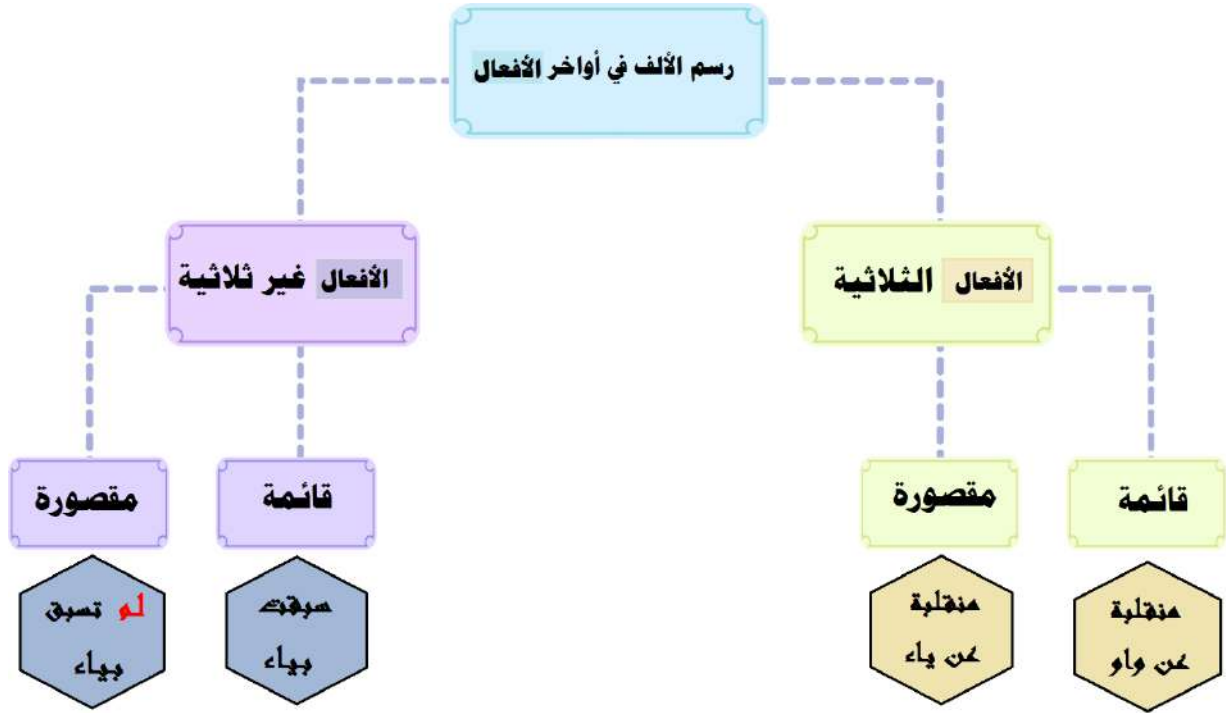 رسم الألف في أواخر الأفعال
الأفعال الثلاثية
الأفعال غير ثلاثية
قائمة
مقصورة
قائمة
مقصورة
منقلبة
عن واو
منقلبة
عن ياء
سبقت
بياء
لم تسبق
بياء